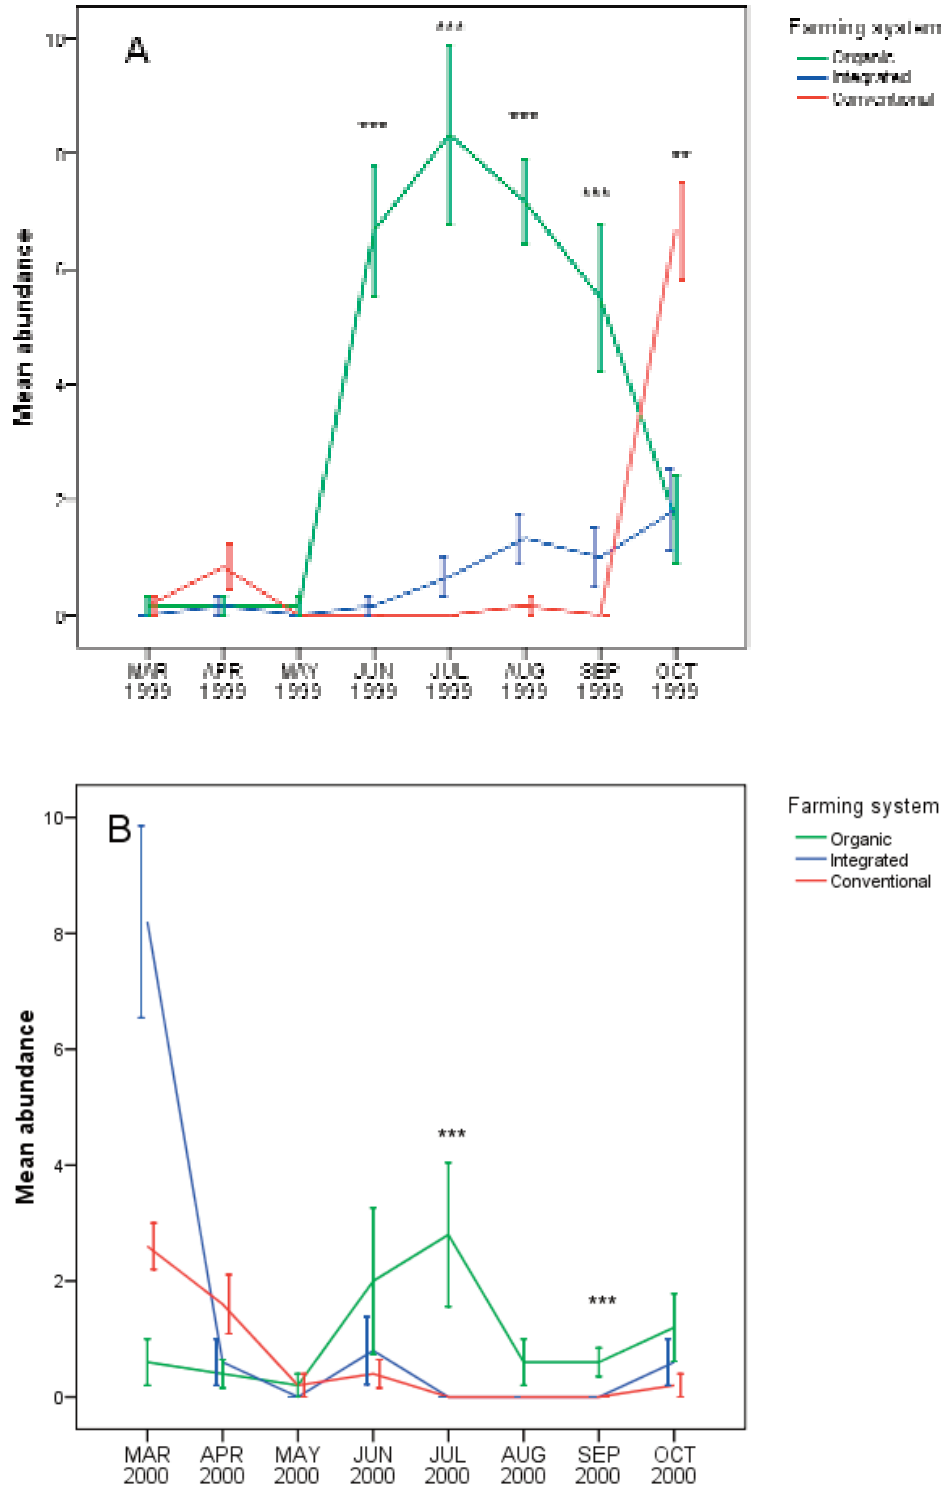 A
Farming system
Organic
Integrated
Conventional
***
***
***
***
**
Mean abundance
10
8
6
4
2
0
MAR APR MAY JUN JUL AUG SEP OCT
1999 1999 1999 1999 1999 1999 1999 1999
B
Farming system
Organic
Integrated
Conventional
***
***
Mean abundance
10
8
6
4
2
0
MAR APR MAY JUN JUL AUG SEP OCT
2000 2000 2000 2000 2000 2000 2000 2000